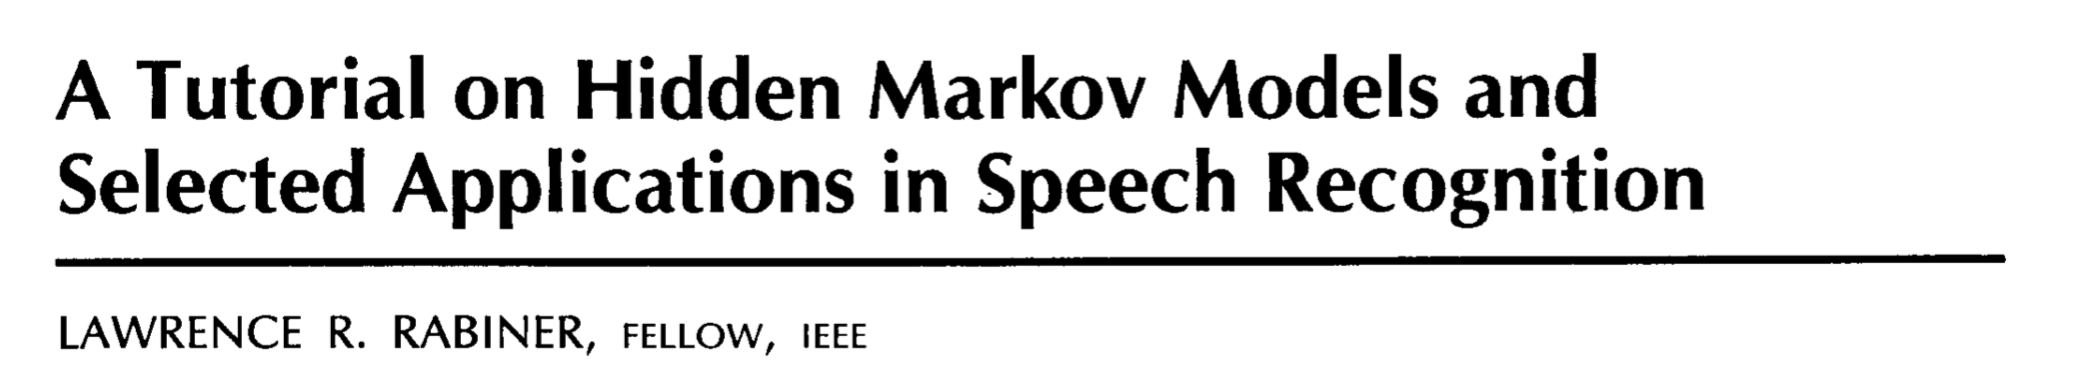 A Tutorial on Hidden Markov Models and
Selected Applications in Speech Recognition
LAWRENCE R. RABINER, FELLOW, IEEE